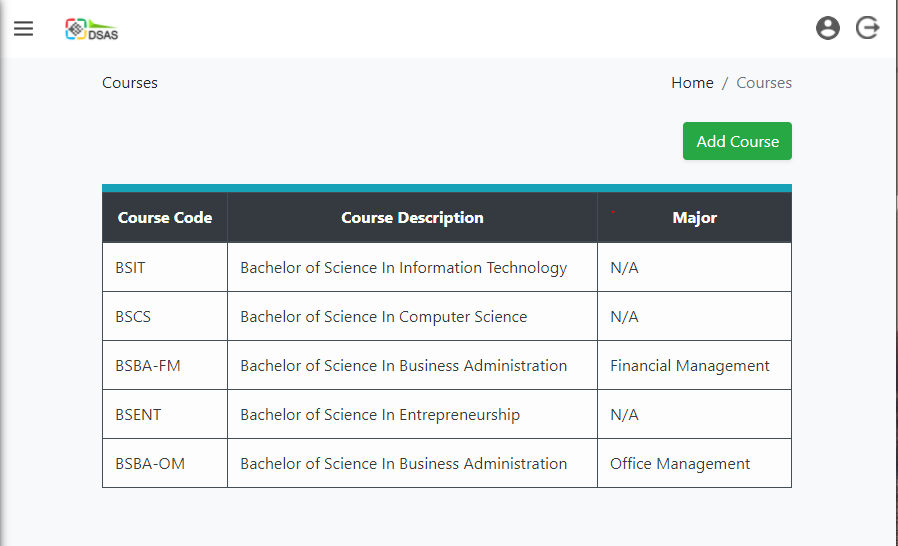 DSAS
Courses
Home / Courses
Add Course
Course Code Course Description Major
BSIT Bachelor of Science In Information Technology N/A
BSCS Bachelor of Science In Computer Science N/A
BSBA-FM Bachelor of Science In Business Administration Financial Management
BSENT Bachelor of Science In Entrepreneurship N/A
BSBA-OM Bachelor of Science In Business Administration Office Management